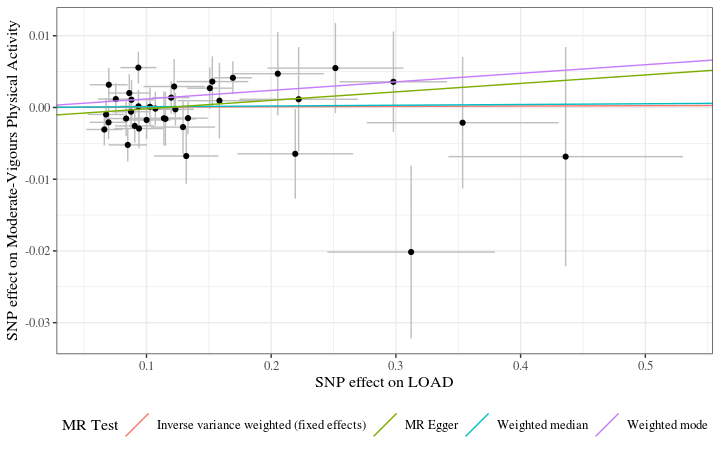 SNP effect on Moderate-Vigours Physical Activity
0.01
0.00
-0.01
-0.02
-0.03
0.1 0.2 0.3 0.4 0.5
SNP effect on LOAD
MR Test Inverse variance weighted (fixed effects) MR Egger Weighted median Weighted mode